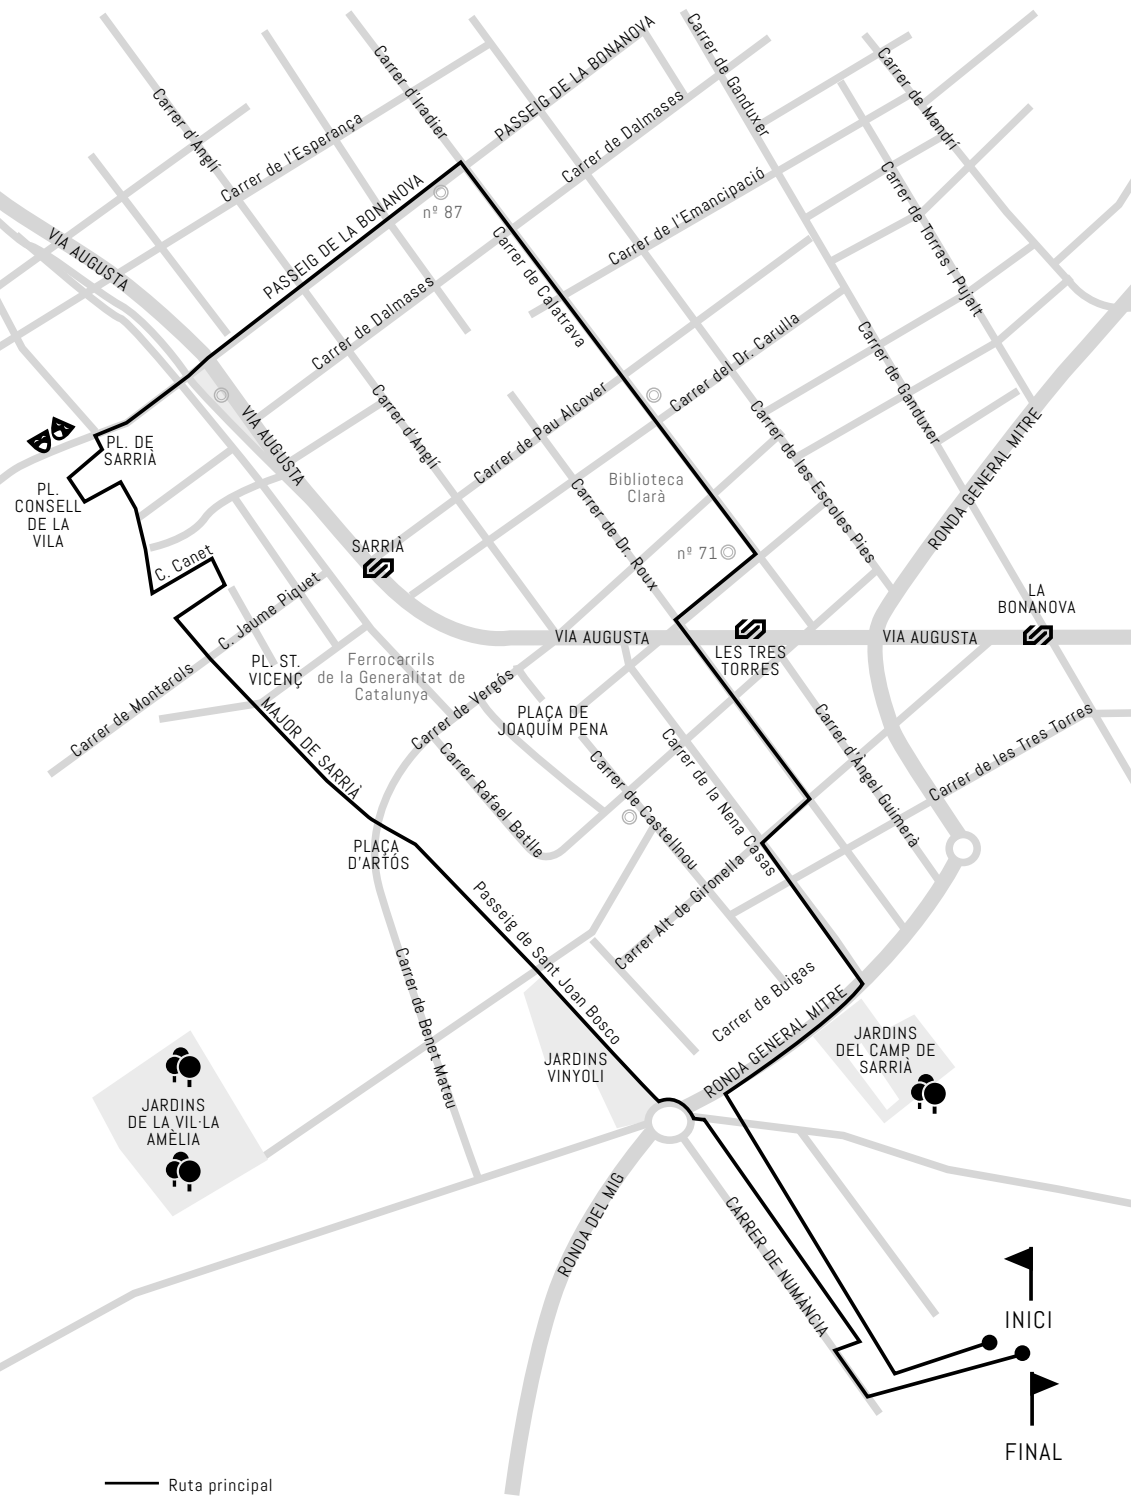 Carrer d'Iradier
PASSEIG DE LA BONANOVA
Carrer de Ganduxer
Carrer de Mandrí
Carrer d'Anglí
Carrer de l'Esperança
Carrer de Dalmases
Carrer de l'Emancipació
Carrer de Torras i Pujalt
VIA AUGUSTA
PASSEIG DE LA BONANOVA
nº 87
Carrer de Calatrava
Carrer de Dalmases
Carrer del Dr. Carulla
Carrer de Ganduxer
VIA AUGUSTA
Carrer d'Anglí
Carrer de Pau Alcover
Carrer de les Escoles Pies
RONDA GENERAL MITRE
PL. DE
SARRIÀ
PL.
CONSELL
DE LA
VILA
Biblioteca
Clarà
Carrer de Dr. Roux
nº 71
SARRIÀ
C. Canet
C. Jaume Piquet
LA
BONANOVA
VIA AUGUSTA
VIA AUGUSTA
LES TRES
TORRES
PL. ST.
VICENÇ
Ferrocarrils
de la Generalitat de
Catalunya
Carrer de Monterols
Carrer de Vergós
PLAÇA DE
JOAQUÍM PENA
MAJOR DE SARRIÀ
Carrer Rafael Batlle
Carrer de Castellnou
Carrer de la Nena Casas
Carrer d'Àngel Guimerà
Carrer de les Tres Torres
PLAÇA
D'ARTÓS
Passeig de Sant Joan Bosco
Carrer Alt de Gironella
Carrer de Benet Mateu
Carrer de Buigas
RONDA GENERAL MITRE
JARDINS
DEL CAMP DE
SARRIÀ
JARDINS
VINYOLI
JARDINS
DE LA VIL·LA
AMÈLIA
RONDA DEL MIG
CARRER DE NUMÀNCIA
INICI
FINAL
Ruta principal